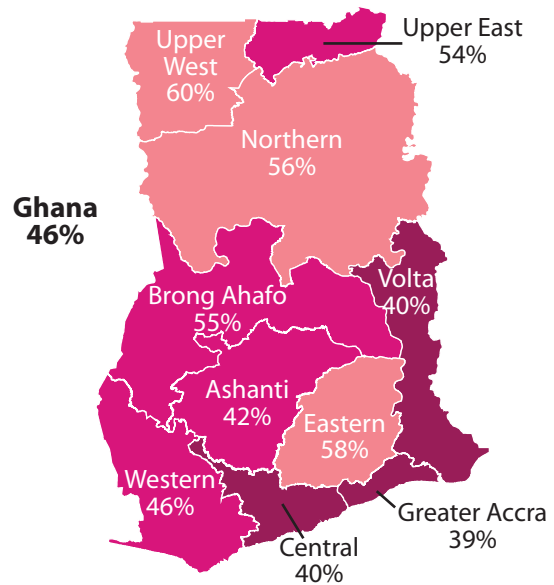 Upper
West
60%
Upper East
54%
Northern
56%
Ghana
46%
Volta
40%
Brong Ahafo
55%
Ashanti
42%
Eastern
58%
Western
46%
Greater Accra
39%
Central
40%